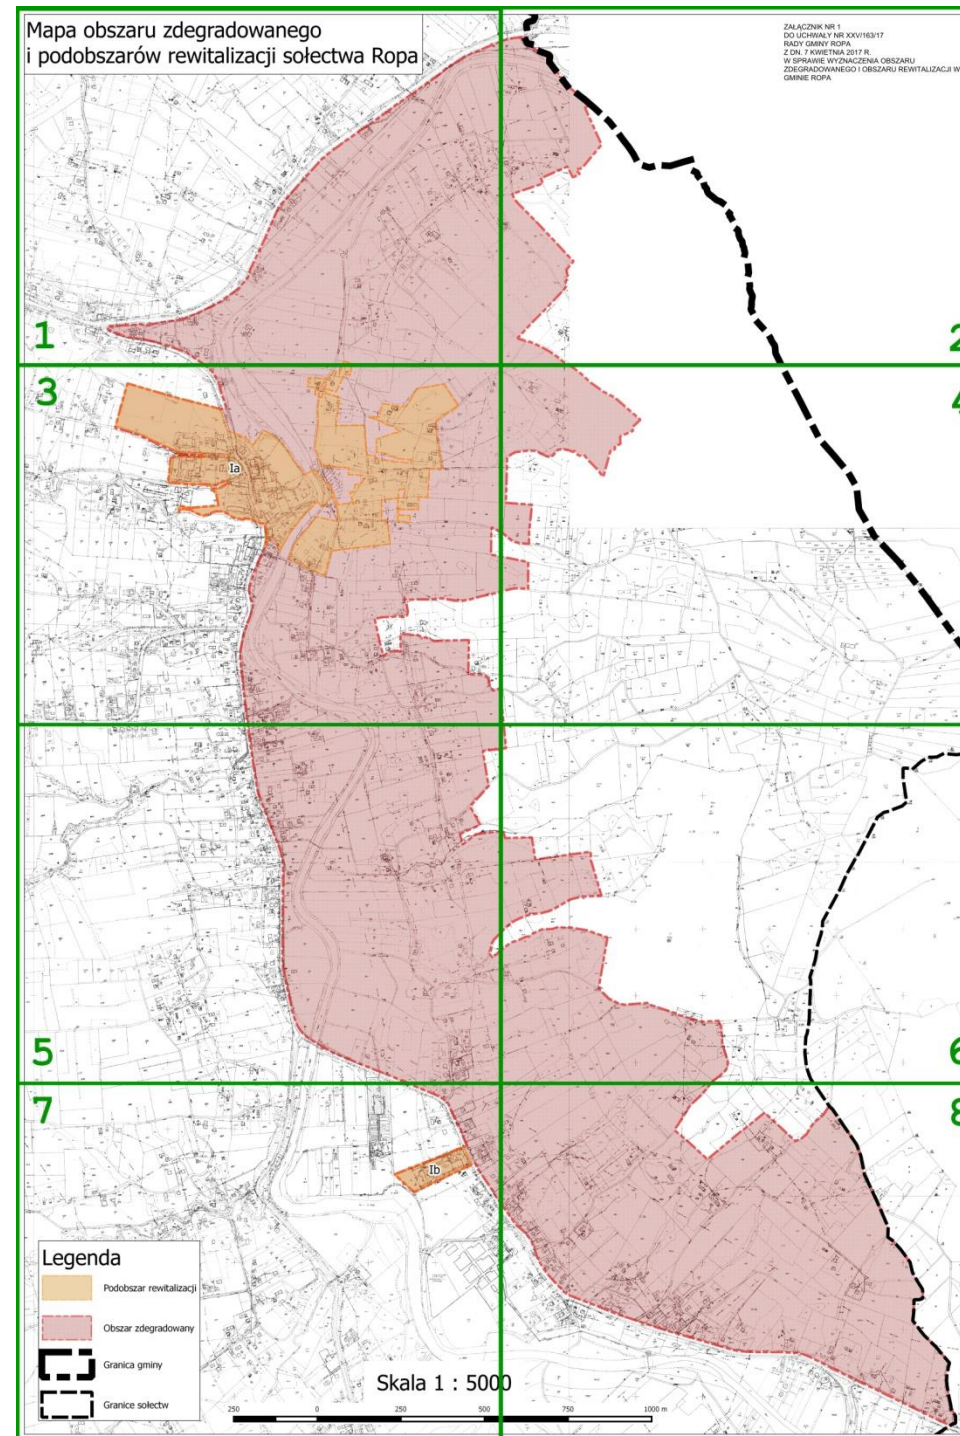 Mapa obszaru zdegradowanego
i podobszarów rewitalizacji sołectwa Ropa
ZAŁĄCZNIK NR 1
DO UCHWAŁY NR XXV/163/17
RADY GMINY ROPA
Z DN. 7 KWIETNIA 2017 R.
W SPRAWIE WYZNACZENIA OBSZARU
ZDEGRADOWANEGO I OBSZARU REWITALIZACJI W
GMINIE ROPA
1
2
3
4
Ia
5
6
7
8
Ib
Legenda
Podobszar rewitalizacji
Obszar zdegradowany
Granica gminy
Granice sołectw
Skala 1 : 5000
250 0 250 500 750 1000 m